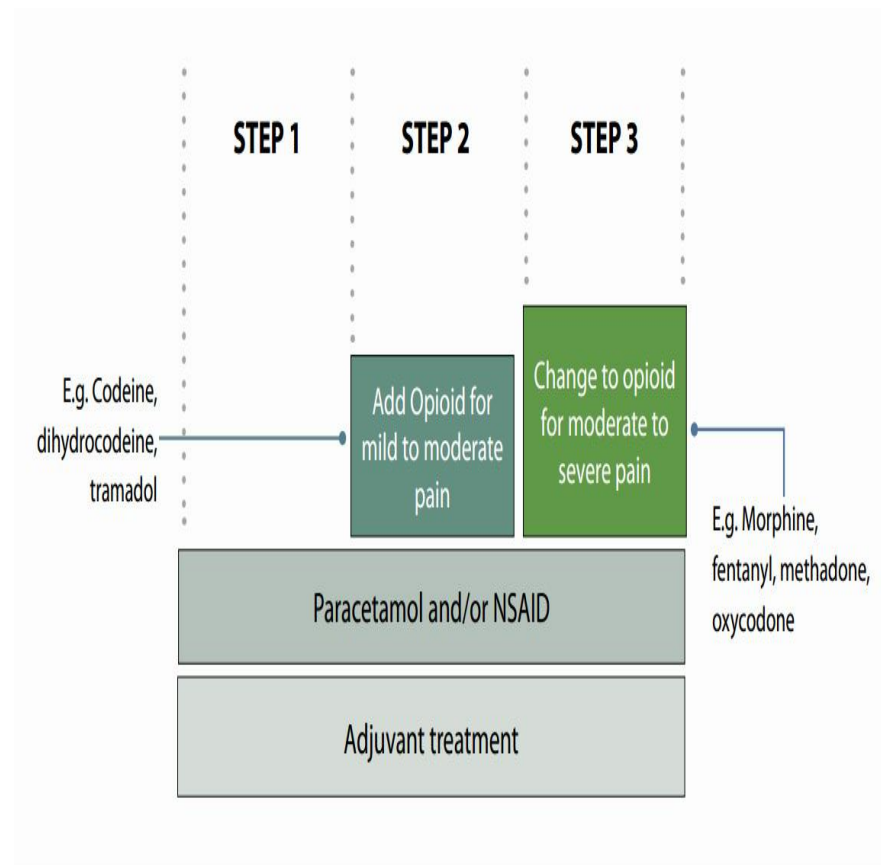 STEP 1
STEP 2
STEP 3
E.g. Codeine,
dihydrocodeine,
tramadol
Add Opioid for
mild to moderate
pain
Change to opioid
for moderate to
severe pain
E.g. Morphine,
fentanyl, methadone,
oxycodone
Paracetamol and/or NSAID
Adjuvant treatment